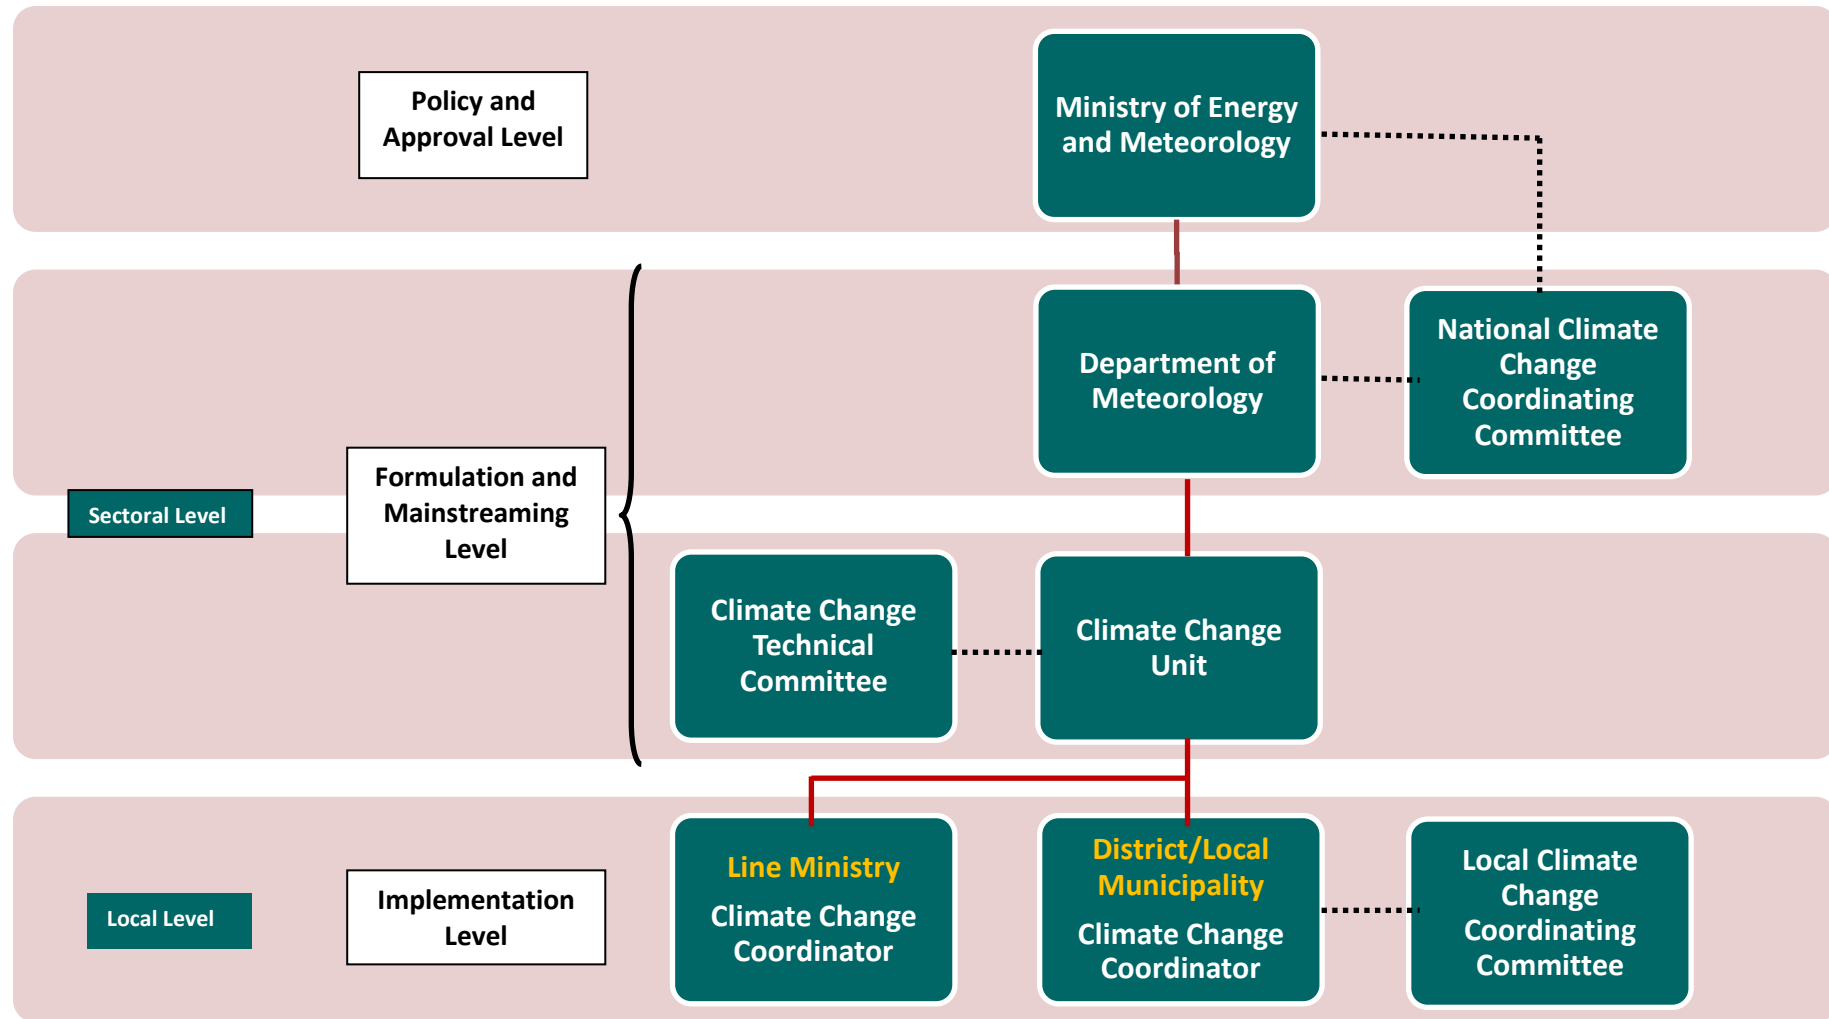 Policy and
Approval Level
Ministry of Energy
and Meteorology
Department of
Meteorology
National Climate
Change
Coordinating
Committee
Sectoral Level
Formulation and
Mainstreaming
Level
Climate Change
Technical
Committee
Climate Change
Unit
Local Level
Implementation
Level
Line Ministry
Climate Change
Coordinator
District/Local
Municipality
Climate Change
Coordinator
Local Climate
Change
Coordinating
Committee